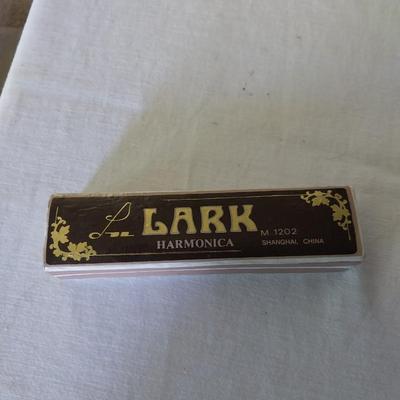 LARK
HARMONICA
M. 1202
SHANGHAI, CHINA